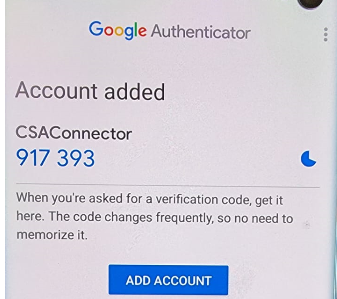 Google Authenticator
Account added
CSAConnector
917 393
When you're asked for a verification code, get it
here. The code changes frequently, so no need to
memorize it.
ADD ACCOUNT